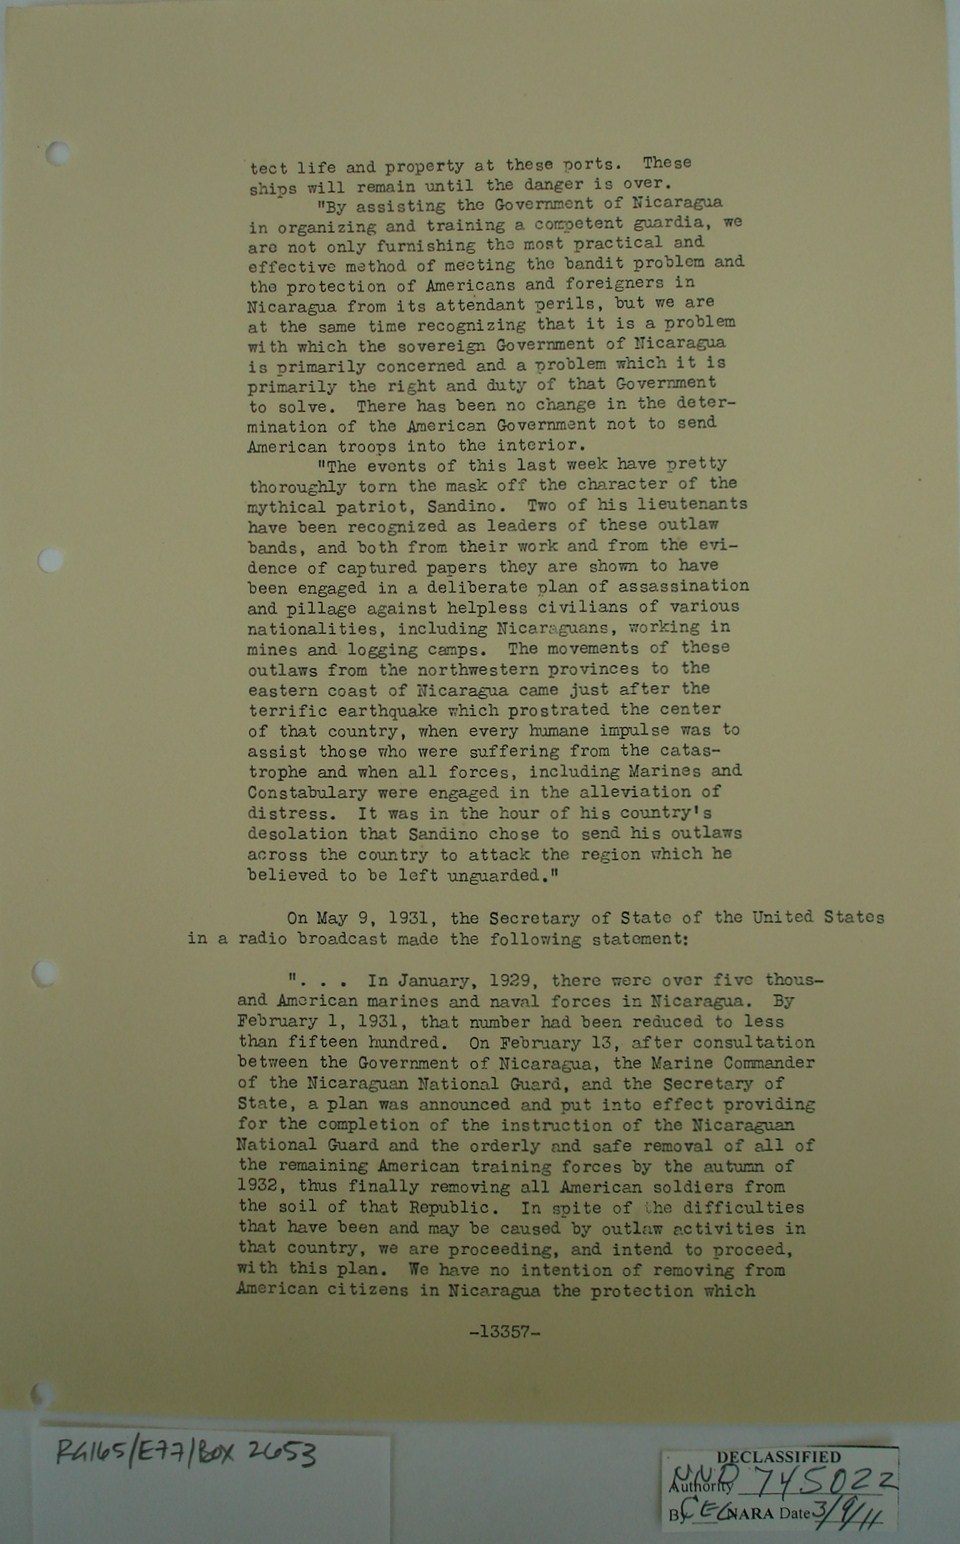 tect life and property at these ports. These
ships will remain until the danger is over.
"By assisting the Government of Nicaragua
in organizing and training a competent guardia, we
are not only furnishing the most practical and
effective method of meeting the bandit problem and
the protection of Americans and foreigners in
Nicaragua from its attendant perils, but we are
at the same time recognizing that it is a problem
with which the sovereign Government of Nicaragua
is primarily concerned and a problem which it is
primarily the right and duty of that Government
to solve. There has been no change in the deter-
mination of the American Government not to send
American troops into the interior.
"The events of this last week have pretty
thoroughly torn the mask off the character of the
mythical patriot, Sandino. Two of his lieutenants
have been recognized as leaders of these outlaw
bands, and both from their work and from the evi-
dence of captured papers they are shown to have
been engaged in a deliberate plan of assassination
and pillage against helpless civilians of various
nationalities, including Nicaraguans, working in
mines and logging camps. The movements of these
outlaws from the northwestern provinces to the
eastern coast of Nicaragua came just after the
terrific earthquake which prostrated the center
of that country, when every humane impulse was to
assist those who were suffering from the catas-
trophe and when all forces, including Marines and
Constabulary were engaged in the alleviation of
distress. It was in the hour of his country's
desolation that Sandino chose to send his outlaws
across the country to attack the region which he
believed to be left unguarded."
On May 9, 1931, the Secretary of State of the United States
in a radio broadcast made the following statement:
". . . In January, 1929, there were over five thous-
and American marines and naval forces in Nicaragua. By
February 1, 1931, that number had been reduced to less
than fifteen hundred. On February 13, after consultation
between the Government of Nicaragua, the Marine Commander
of the Nicaraguan National Guard, and the Secretary of
State, a plan was announced and put into effect providing
for the completion of the instruction of the Nicaraguan
National Guard and the orderly and safe removal of all of
the remaining American training forces by the autumn of
1932, thus finally removing all American soldiers from
the soil of that Republic. In spite of the difficulties
that have been and may be caused by outlaw activities in
that country, we are proceeding, and intend to proceed,
with this plan. We have no intention of removing from
American citizens in Nicaragua the protection which
-13357-
RG165/E77/Box 2653
DECLASSIFIED
Authority NND 745022
By CEG NARA Date 3/9/11